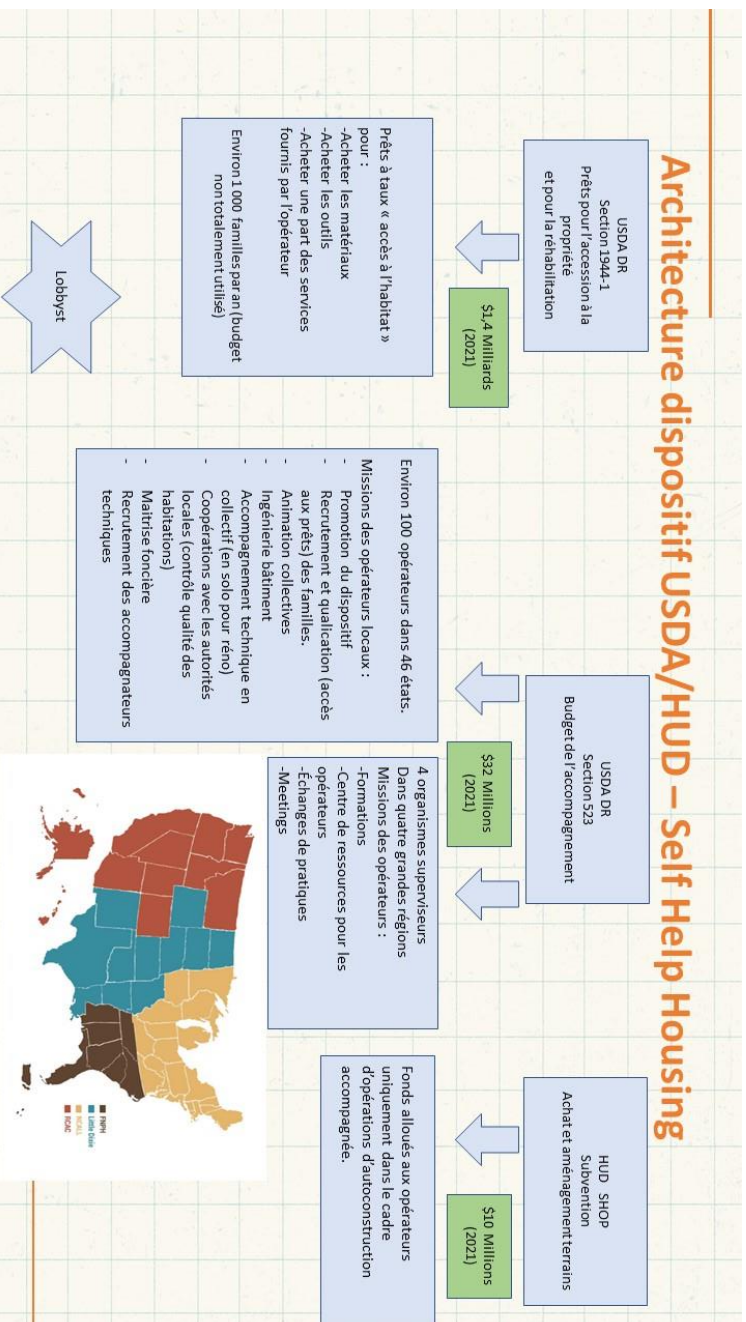 Architecture dispositif USDA/HUD – Self Help Housing
USDA DR
Section 1944-1
Prêts pour l'accession à la
propriété
et pour la réhabilitation
$1,4 Milliards
(2021)
Prêts à taux « accès à l'habitat »
pour :
-Acheter les matériaux
-Acheter les outils
-Acheter une part des services
fournis par l'opérateur
Environ 1 000 familles par an (budget
non totalement utilisé)
Lobbyst
USDA DR
Section 523
Budget de l'accompagnement
$32 Millions
(2021)
Environ 100 opérateurs dans 46 états.
Missions des opérateurs locaux :
- Promotion du dispositif
- Recrutement et qualication (accès
aux prêts) des familles.
- Animation collectives
- Ingénierie bâtiment
- Accompagnement technique en
collectif (en solo pour réno)
- Coopérations avec les autorités
locales (contrôle qualité des
habitations)
- Maitrise foncière
- Recrutement des accompagnateurs
techniques
4 organismes superviseurs
Dans quatre grandes régions
Missions des opérateurs :
-Formations
-Centre de ressources pour les
opérateurs
-Échanges de pratiques
-Meetings
HUD SHOP
Subvention
Achat et aménagement terrains
$10 Millions
(2021)
Fonds alloués aux opérateurs
uniquement dans le cadre
d'opérations d'autoconstruction
accompagnée.
FNPH
Little Dixie
NCALL
RCAC